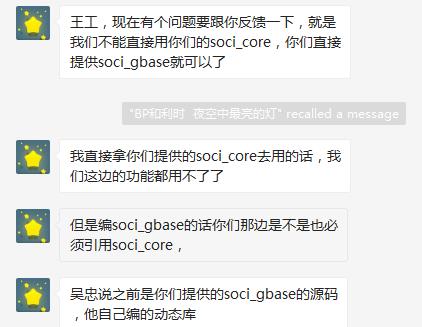 王工，现在有个问题要跟你反馈一下，就是
我们不能直接用你们的soci_core，你们直接
提供soci_gbase就可以了
"BP和利时  夜空中最亮的灯" recalled a message
我直接拿你们提供的soci_core去用的话，我
们这边的功能都用不了了
但是编soci_gbase的话你们那边是不是也必
须引用soci_core，
吴忠说之前是你们提供的soci_gbase的源码
，他自己编的动态库